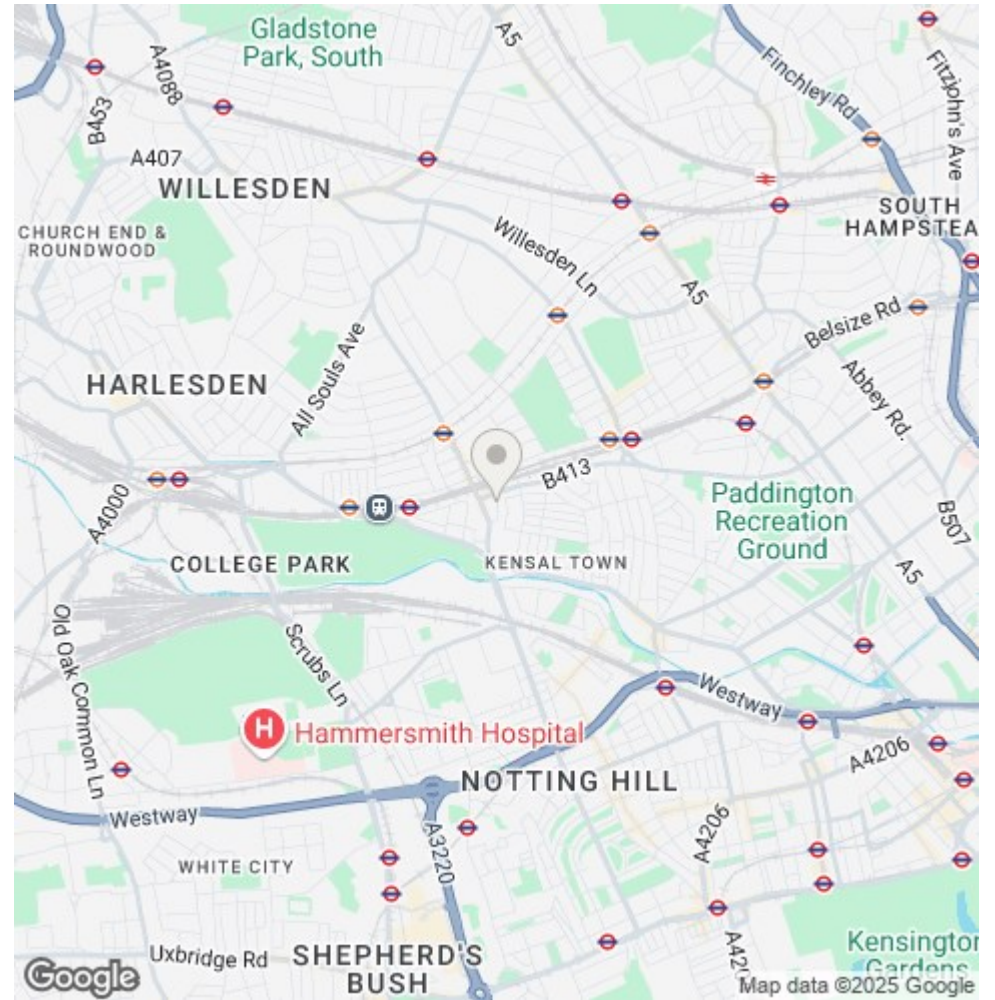 Gladstone
Park, South
A5
Finchley Rd
Fitzjohn's Ave
B453
A4088
A407
WILLESDEN
SOUTH
HAMPSTEA
CHURCH END &
ROUNDWOOD
Willesden Ln
A5
Belsize Rd
All Souls Ave
Abbey Rd.
HARLESDEN
B413
A4000
Paddington
Recreation
Ground
B507
COLLEGE PARK
KENSAL TOWN
A5
Old Oak Common Ln
Scrubs Ln
Westway
H
Hammersmith Hospital
A4206
NOTTING HILL
Westway
A3220
A4206
WHITE CITY
Uxbridge Rd
SHEPHERD'S
BUSH
Kensington
Gardens
Google
Map data ©2025 Google